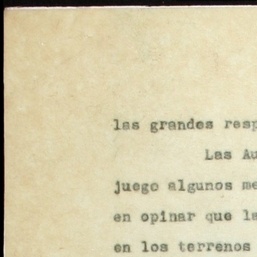 las grandes resp
Las Au
juego algunos me
en opinar que la
en los terrenos